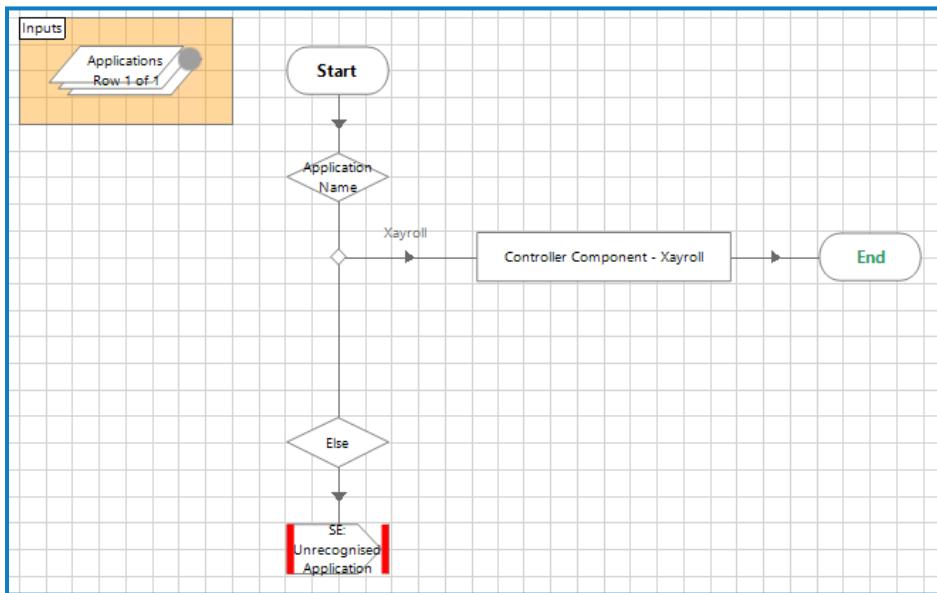 Inputs
Applications
Row 1 of 1
Start
Application
Name
Xayroll
Controller Component - Xayroll
End
Else
SE:
Unrecognised
Application